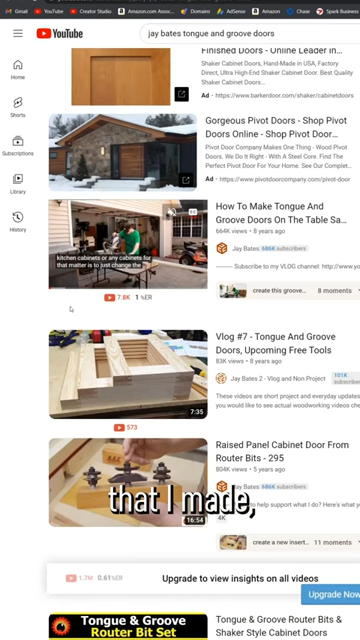 Gmail YouTube Creator Studio Amazon.com Assoc... Domains AdSense Amazon Chase Spark Business
YouTube
jay bates tongue and groove doors
Home
Shorts
Subscriptions
Library
History
Finished Doors - Online Leader in...
Shaker Cabinet Doors, Hand-Made in USA, Factory
Direct, Ultra High-End Shaker Cabinet Door. Best Quality
Shaker Cabinet Doors...
Ad · https://www.barkerdoor.com/shaker/cabinetdoors
Gorgeous Pivot Doors - Shop Pivot
Doors Online - Shop Pivot Door...
Pivot Door Company Makes One Thing - Wood Pivot
Doors. We Do It Right - With A Steel Core. Find The
Perfect Pivot Door For Your Home. See Our Complet...
Ad · https://www.pivotdoorcompany.com/pivot-door
kitchen cabinets or any cabinets for
that matter is to just change the
7.8K 1 %ER
How To Make Tongue And
Groove Doors On The Table Sa...
664K views • 8 years ago
Jay Bates 686K subscribers
-------- Subscribe to my VLOG channel: http://www.yo
create this groove... 8 moments
7:35
573
Vlog #7 - Tongue And Groove
Doors, Upcoming Free Tools
83K views • 8 years ago
Jay Bates 2 - Vlog and Non Project 101K
subscribers
These videos are short project and everyday updates
you would like to see actual woodworking videos che
16:54
Raised Panel Cabinet Door From
Router Bits - 295
804K views • 5 years ago
Jay Bates 686K subscribers
to help support what I do? Here's what y
4K
create a new insert... 11 moments
that I made,
1.7M 0.61%ER
Upgrade to view insights on all videos
Upgrade Now
Tongue & Groove
Router Bit Set
Tongue & Groove Router Bits &
Shaker Style Cabinet Doors